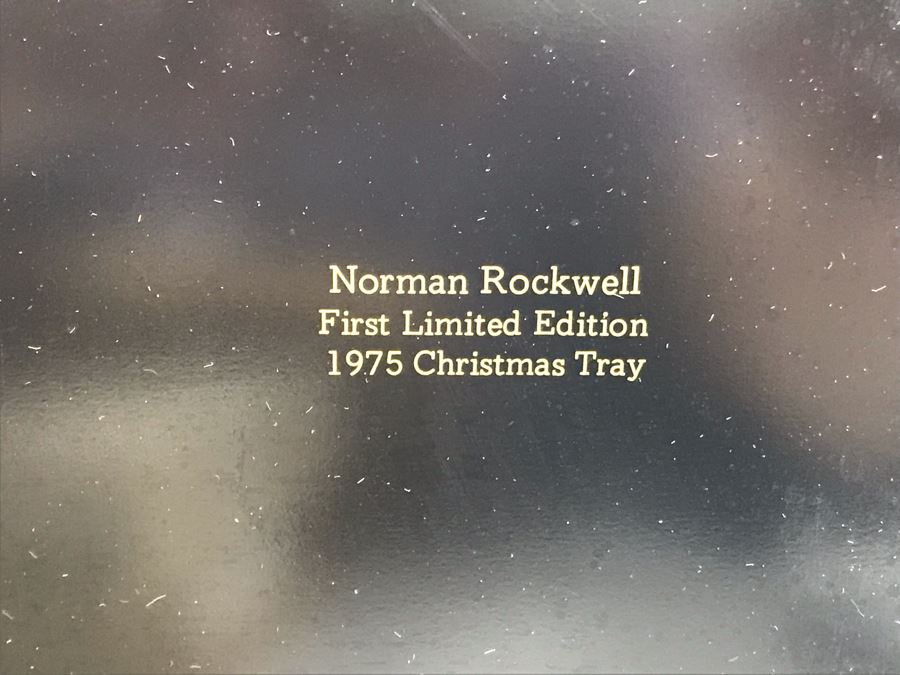 Norman Rockwell
First Limited Edition
1975 Christmas Tray